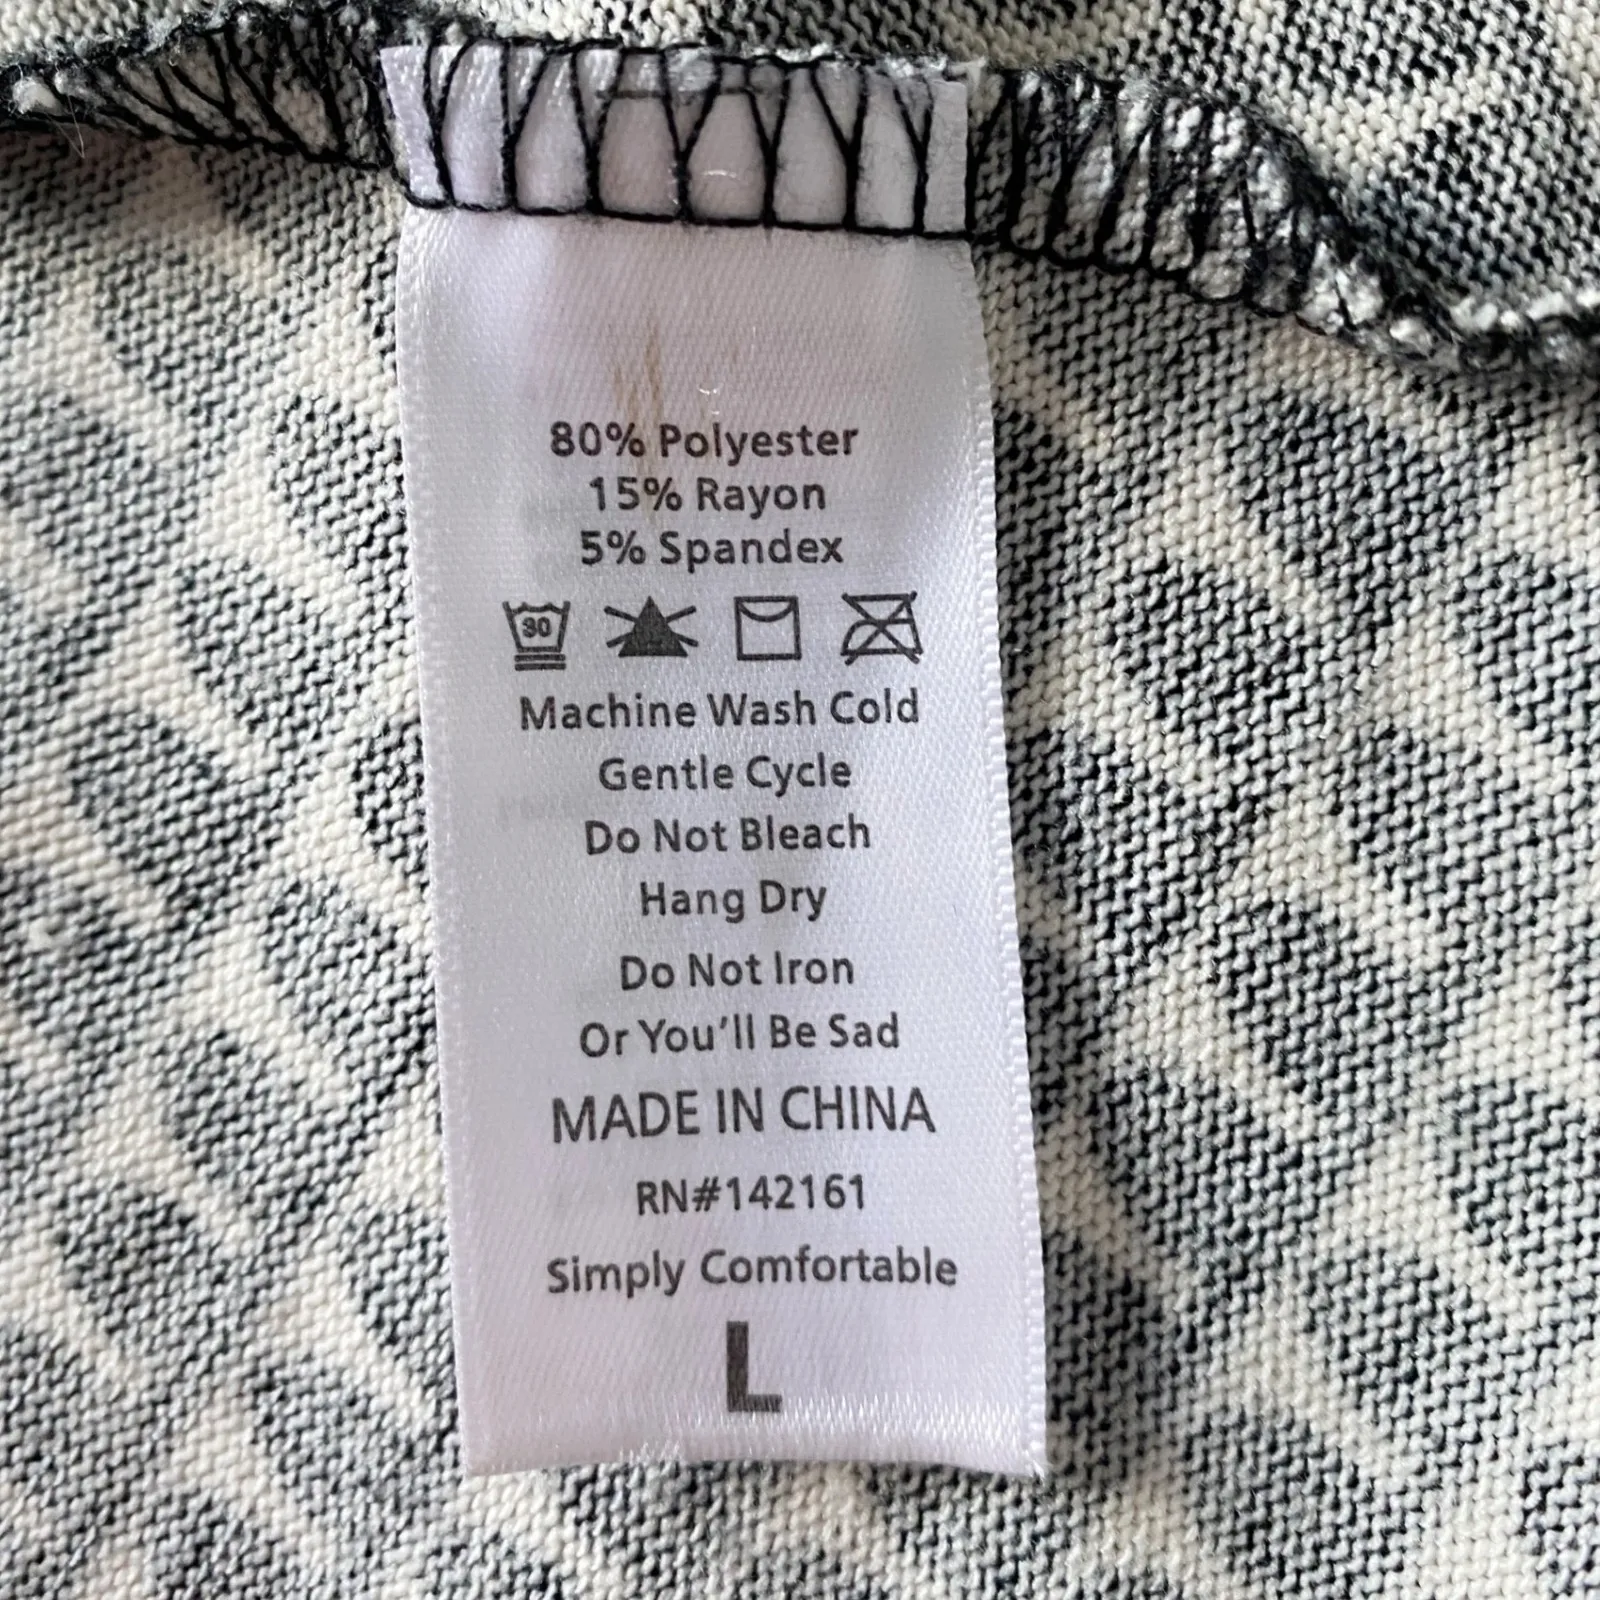 80% Polyester
15% Rayon
5% Spandex
30
Machine Wash Cold
Gentle Cycle
Do Not Bleach
Hang Dry
Do Not Iron
Or You'll Be Sad
MADE IN CHINA
RN#142161
Simply Comfortable
L